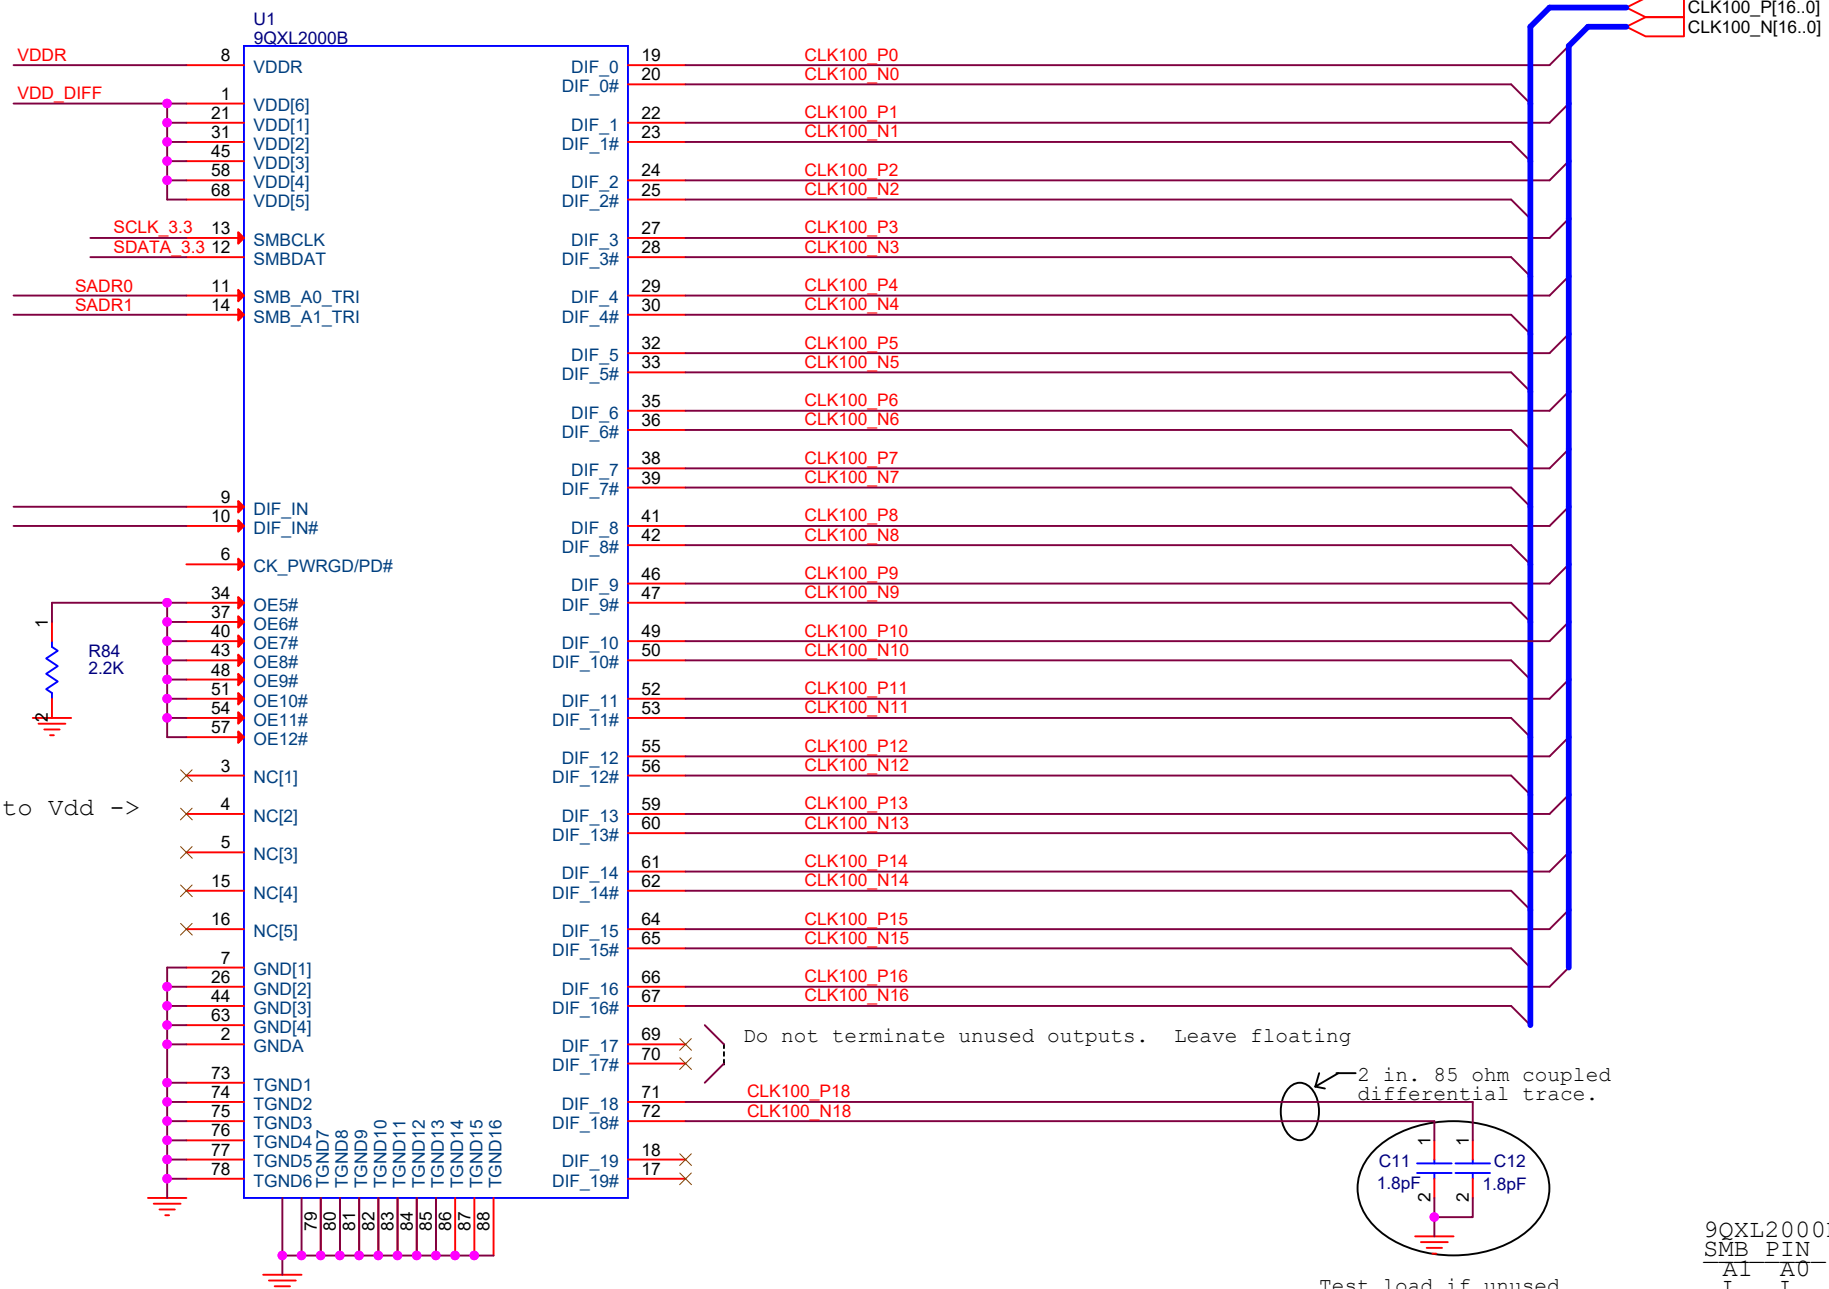 U1
9QXL2000B
CLK100_P[16..0]
CLK100_N[16..0]
VDDR 8 VDDR
VDD_DIFF 1 VDD[6]
21 VDD[1]
31 VDD[2]
45 VDD[3]
58 VDD[4]
68 VDD[5]
SCLK_3.3 13 SMBCLK
SDATA_3.3 12 SMBDAT
SADR0 11 SMB_A0_TRI
SADR1 14 SMB_A1_TRI
9 DIF_IN
10 DIF_IN#
6 CK_PWRGD/PD#
34 OE5#
37 OE6#
40 OE7#
43 OE8#
48 OE9#
51 OE10#
54 OE11#
57 OE12#
1
R84
2.2K
2
3 NC[1]
to Vdd ->
4 NC[2]
5 NC[3]
15 NC[4]
16 NC[5]
7 GND[1]
26 GND[2]
44 GND[3]
63 GND[4]
2 GNDA
73 TGND1
74 TGND2
75 TGND3
76 TGND4
77 TGND5
78 TGND6
TGND7
TGND8
TGND9
TGND10
TGND11
TGND12
TGND13
TGND14
TGND15
TGND16
79
80
81
82
83
84
85
86
87
88
DIF_0 19 CLK100_P0
DIF_0# 20 CLK100_N0
DIF_1 22 CLK100_P1
DIF_1# 23 CLK100_N1
DIF_2 24 CLK100_P2
DIF_2# 25 CLK100_N2
DIF_3 27 CLK100_P3
DIF_3# 28 CLK100_N3
DIF_4 29 CLK100_P4
DIF_4# 30 CLK100_N4
DIF_5 32 CLK100_P5
DIF_5# 33 CLK100_N5
DIF_6 35 CLK100_P6
DIF_6# 36 CLK100_N6
DIF_7 38 CLK100_P7
DIF_7# 39 CLK100_N7
DIF_8 41 CLK100_P8
DIF_8# 42 CLK100_N8
DIF_9 46 CLK100_P9
DIF_9# 47 CLK100_N9
DIF_10 49 CLK100_P10
DIF_10# 50 CLK100_N10
DIF_11 52 CLK100_P11
DIF_11# 53 CLK100_N11
DIF_12 55 CLK100_P12
DIF_12# 56 CLK100_N12
DIF_13 59 CLK100_P13
DIF_13# 60 CLK100_N13
DIF_14 61 CLK100_P14
DIF_14# 62 CLK100_N14
DIF_15 64 CLK100_P15
DIF_15# 65 CLK100_N15
DIF_16 66 CLK100_P16
DIF_16# 67 CLK100_N16
DIF_17 69
DIF_17# 70
Do not terminate unused outputs. Leave floating
DIF_18 71 CLK100_P18
DIF_18# 72 CLK100_N18
DIF_19 18
DIF_19# 17
2 in. 85 ohm coupled
differential trace.
1 1
C11 C12
1.8pF 1.8pF
2 2
Test load if unused
9QXL2000
SMB PIN
A1 A0